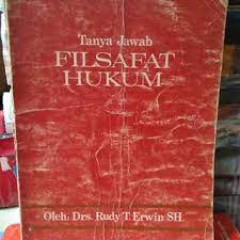 Tanya Jawab
FILSAFAT
HUKUM
Oleh: Drs. Rudy T. Erwin SH.